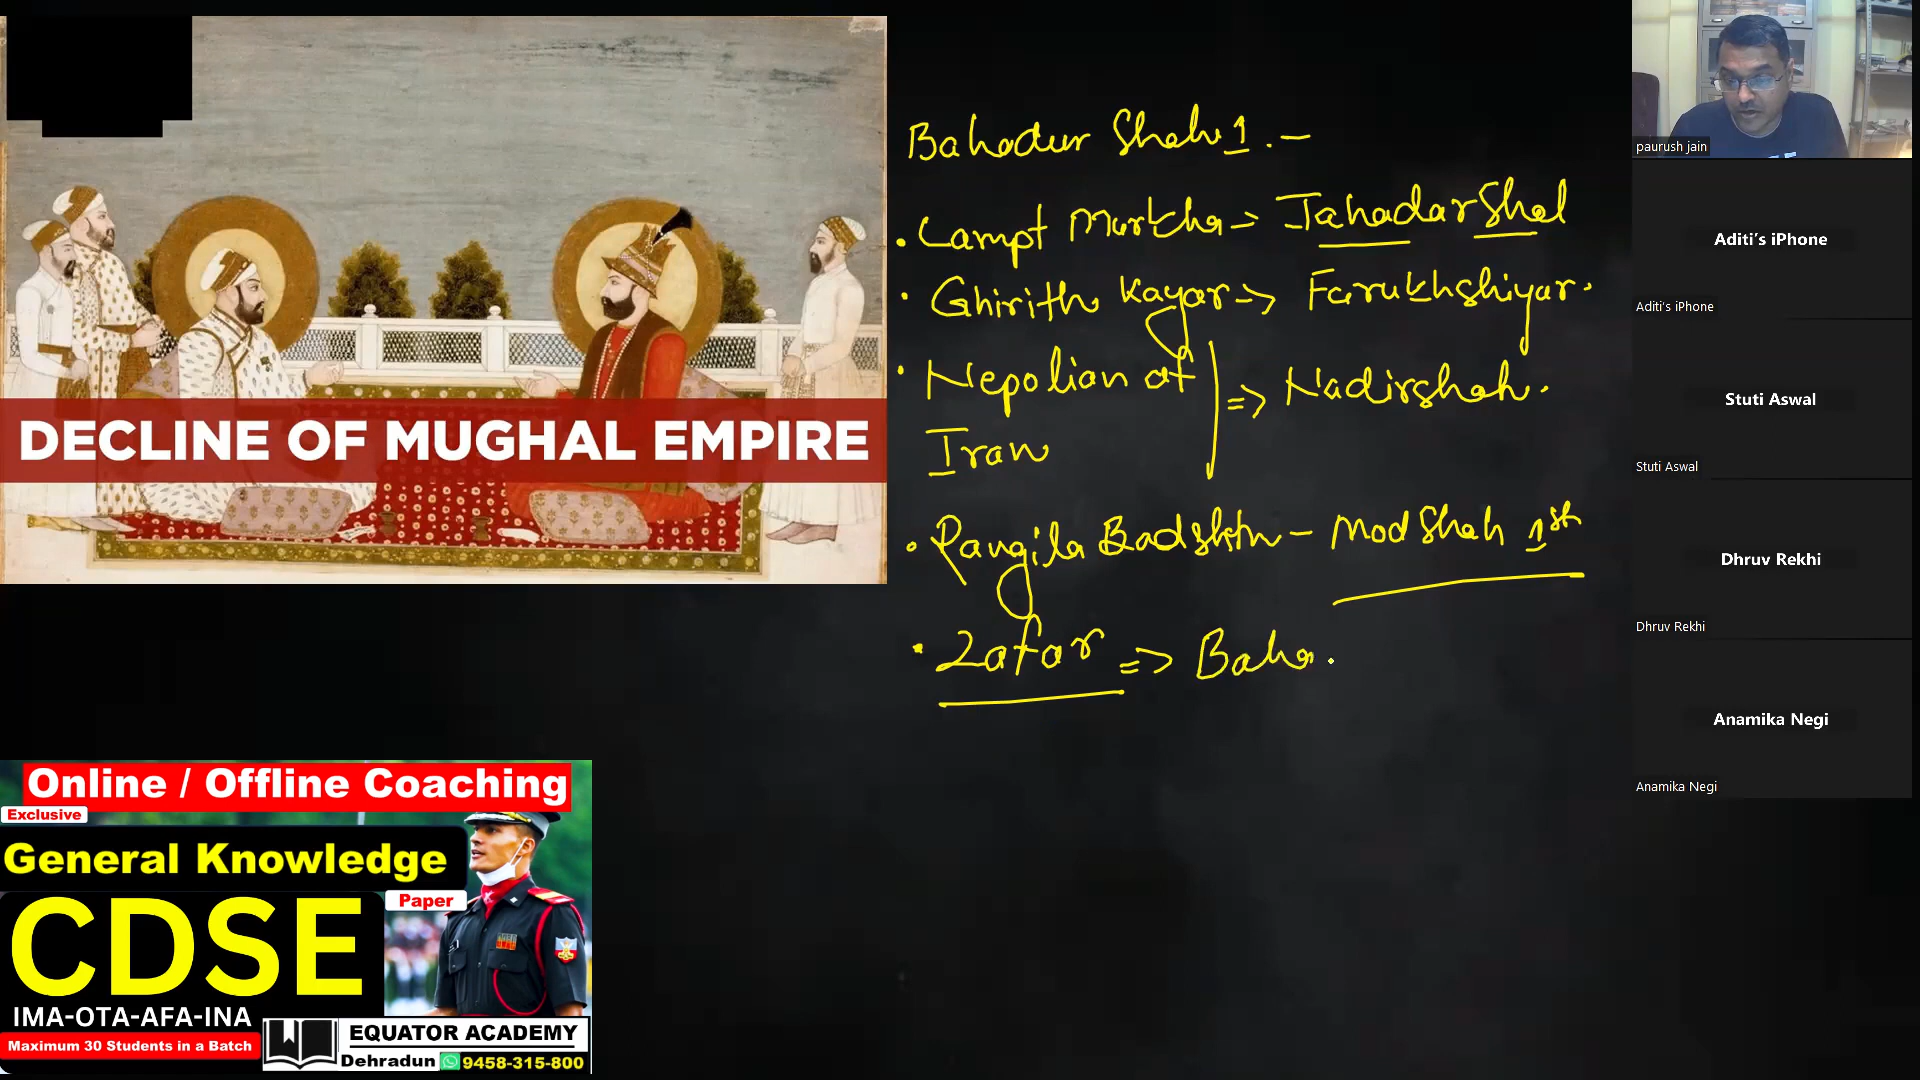 DECLINE OF MUGHAL EMPIRE
Bahadur Shah 1. –
• Lampt Murkha => Jahadar Shah
• Ghirith Kayar => Farukhshiyar.
• Nepolian of
Iran => Nadirshah.
• Rangila Badshah – Mod Shah 1st
• Zafar => Baha
Online / Offline Coaching
Exclusive
General Knowledge
Paper
CDSE
IMA-OTA-AFA-INA
Maximum 30 Students in a Batch
EQUATOR ACADEMY
Dehradun 9458-315-800
paurush jain
Aditi's iPhone
Aditi's iPhone
Stuti Aswal
Stuti Aswal
Dhruv Rekhi
Dhruv Rekhi
Anamika Negi
Anamika Negi